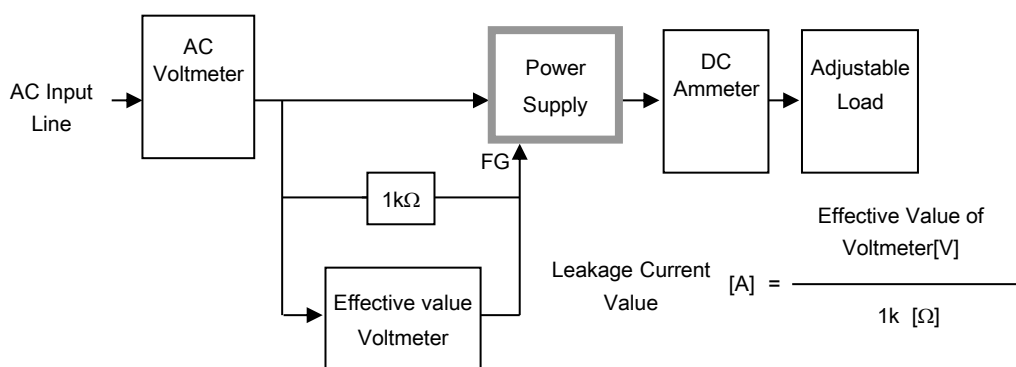 AC
Voltmeter
AC Input
Line
Power
Supply
DC
Ammeter
Adjustable
Load
FG
1kΩ
Effective value
Voltmeter
Leakage Current
Value
[A] =
Effective Value of
Voltmeter[V]
1k [Ω]